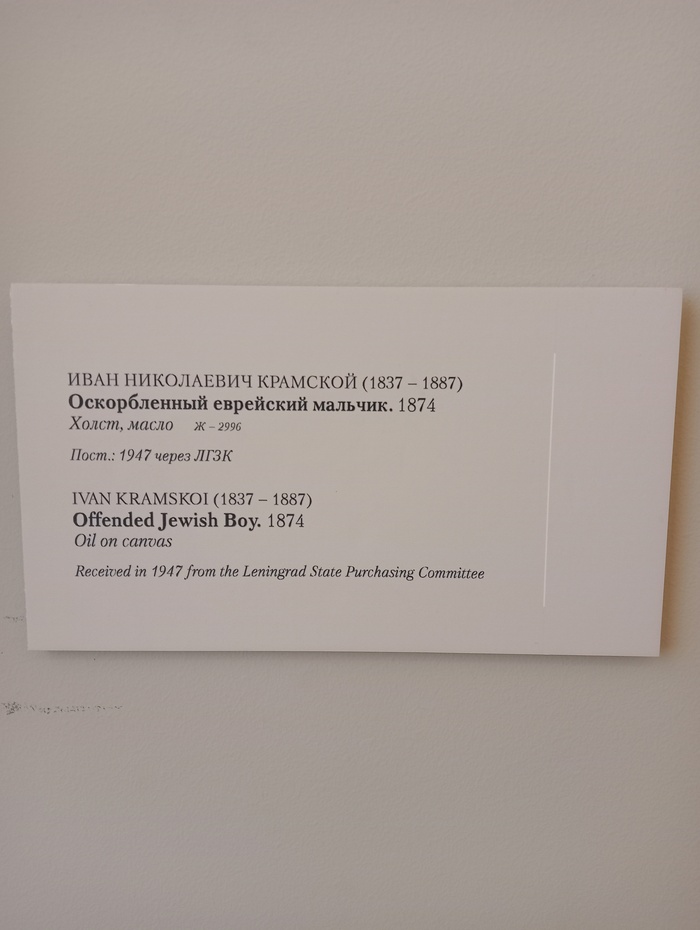 ИВАН НИКОЛАЕВИЧ КРАМСКОЙ (1837 – 1887)
Оскорбленный еврейский мальчик. 1874
Холст, масло Ж – 2996
Пост.: 1947 через ЛГЗК
IVAN KRAMSKOI (1837 – 1887)
Offended Jewish Boy. 1874
Oil on canvas
Received in 1947 from the Leningrad State Purchasing Committee